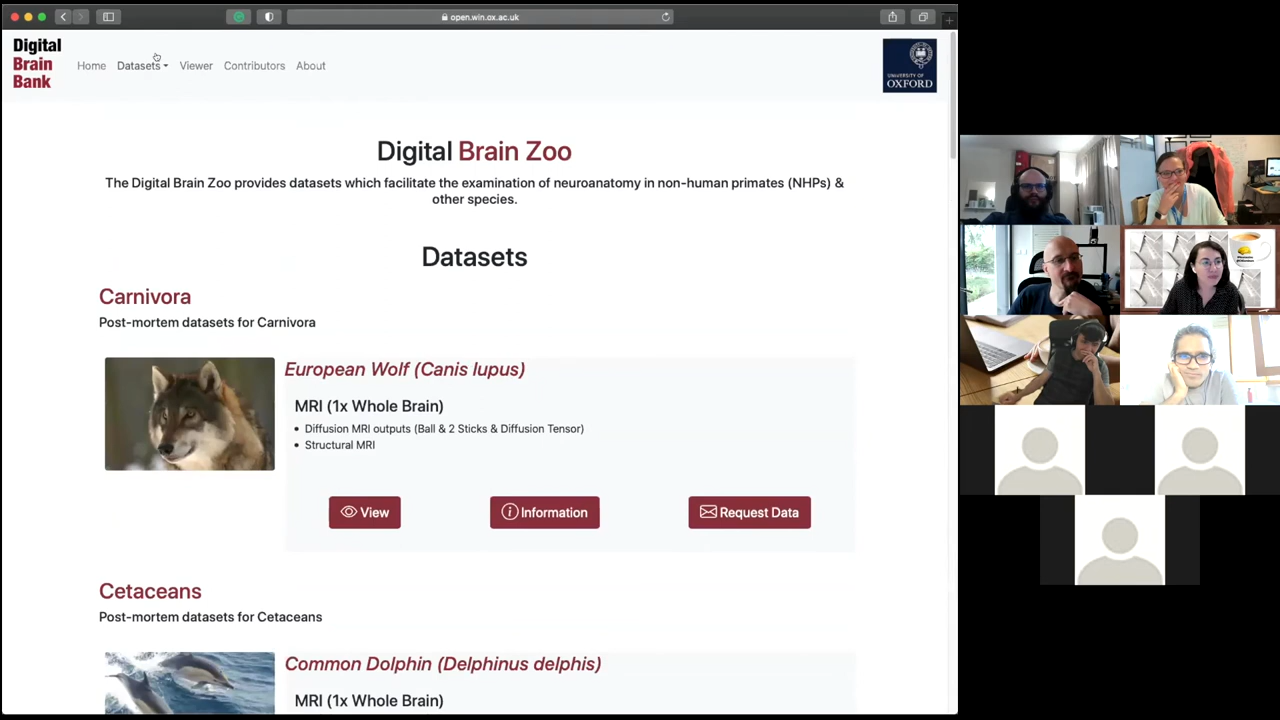 open.win.ox.ac.uk
Digital
Brain
Bank
Home
Datasets
Viewer
Contributors
About
UNIVERSITY OF
OXFORD
Digital Brain Zoo
The Digital Brain Zoo provides datasets which facilitate the examination of neuroanatomy in non-human primates (NHPs) &
other species.
Datasets
Carnivora
Post-mortem datasets for Carnivora
European Wolf (Canis lupus)
MRI (1x Whole Brain)
• Diffusion MRI outputs (Ball & 2 Sticks & Diffusion Tensor)
• Structural MRI
View
Information
Request Data
Cetaceans
Post-mortem datasets for Cetaceans
Common Dolphin (Delphinus delphis)
MRI (1x Whole Brain)